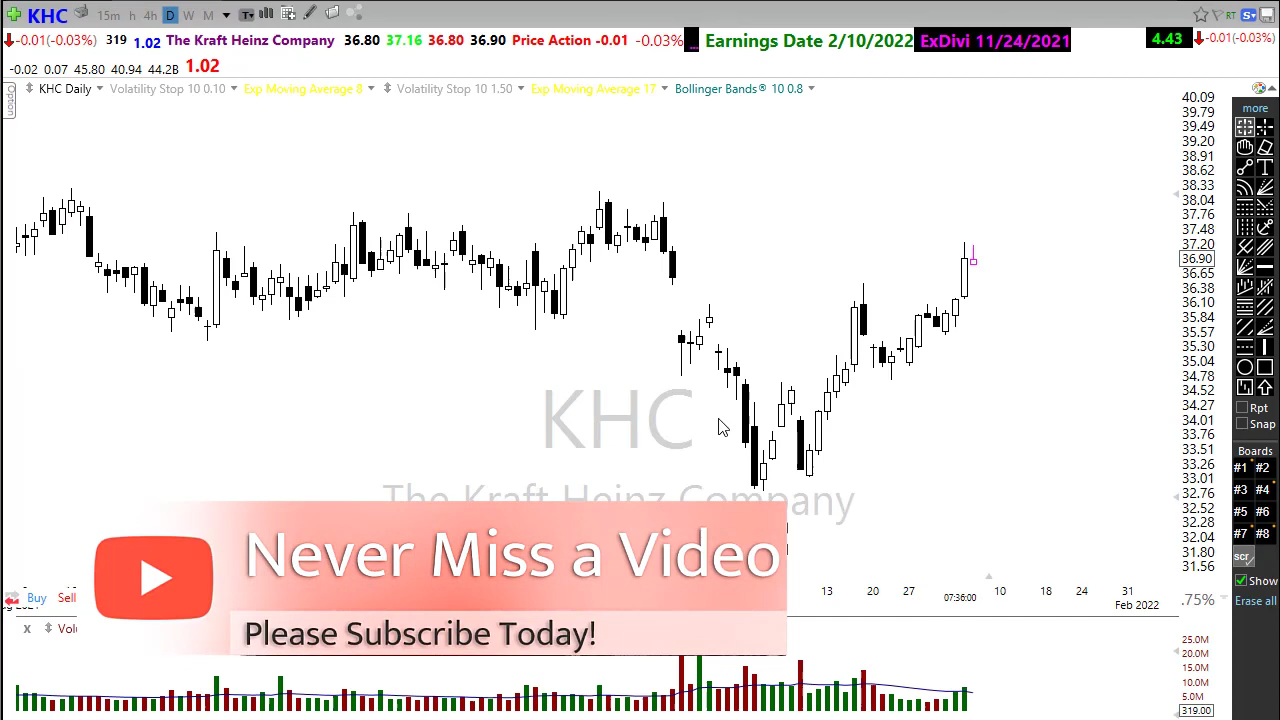 KHC 15m h 4h D W M RT
-0.01(-0.03%) 319 1.02 The Kraft Heinz Company 36.80 37.16 36.80 36.90 Price Action -0.01 -0.03% ... Earnings Date 2/10/2022 ExDivi 11/24/2021 4.43 -0.01(-0.03%)
-0.02 0.07 45.80 40.94 44.2B 1.02
Option
KHC Daily Volatility Stop 10 0.10 Exp Moving Average 8 Volatility Stop 10 1.50 Exp Moving Average 17 Bollinger Bands® 10 0.8
40.09
39.79
39.49
39.20
38.91
38.62
38.33
38.04
37.76
37.48
37.20
36.90
36.65
36.38
36.10
35.84
35.57
35.30
35.04
34.78
34.52
34.27
34.01
33.76
33.51
33.26
33.01
32.76
32.52
32.28
32.04
31.80
31.56
more
Rpt
Snap
Boards
#1 #2
#3 #4
#5 #6
#7 #8
scr
Show
Erase all
KHC
The Kraft Heinz Company
Never Miss a Video
Please Subscribe Today!
Buy Sell
13 20 27 07:36:00 10 18 24 31
Feb 2022
.75%
X
25.0M
20.0M
15.0M
10.0M
5.0M
319.00